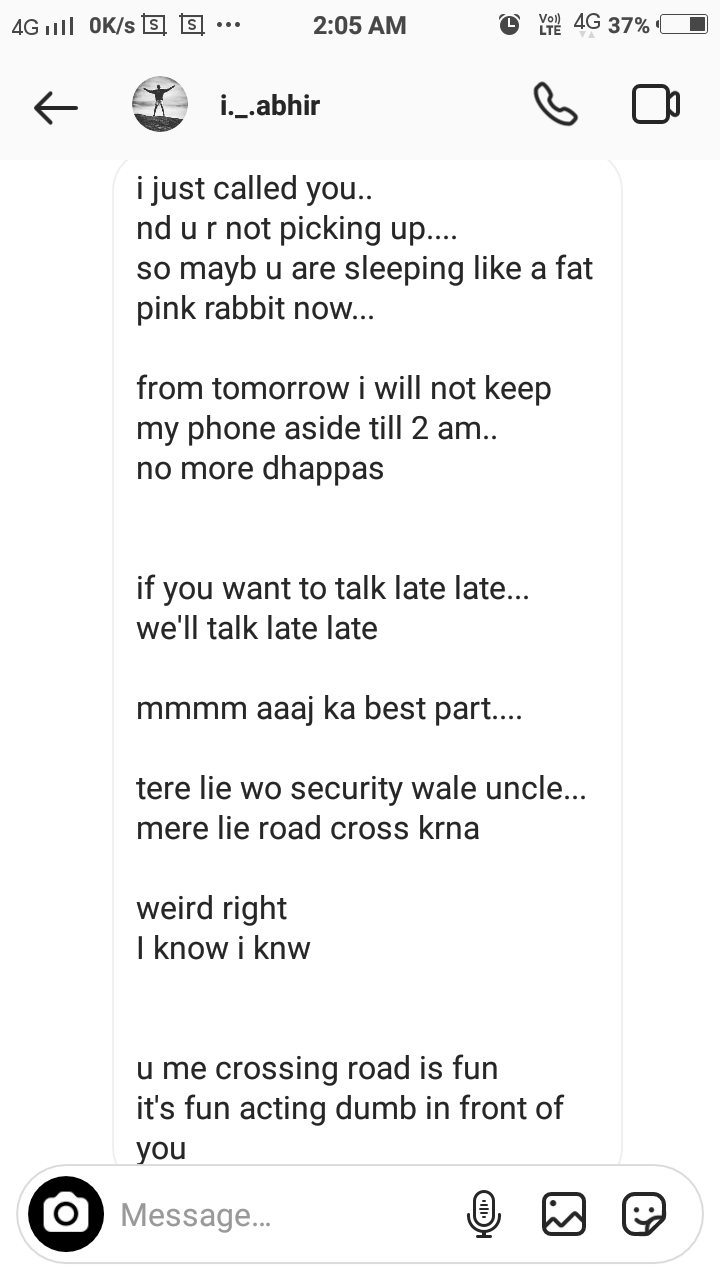 4G 0K/s S S ... 2:05 AM Vo)) LTE 4G 37%
i._.abhir
i just called you..
nd u r not picking up....
so mayb u are sleeping like a fat
pink rabbit now...
from tomorrow i will not keep
my phone aside till 2 am..
no more dhappas
if you want to talk late late...
we'll talk late late
mmmm aaaj ka best part....
tere lie wo security wale uncle...
mere lie road cross krna
weird right
I know i knw
u me crossing road is fun
it's fun acting dumb in front of
you
Message...